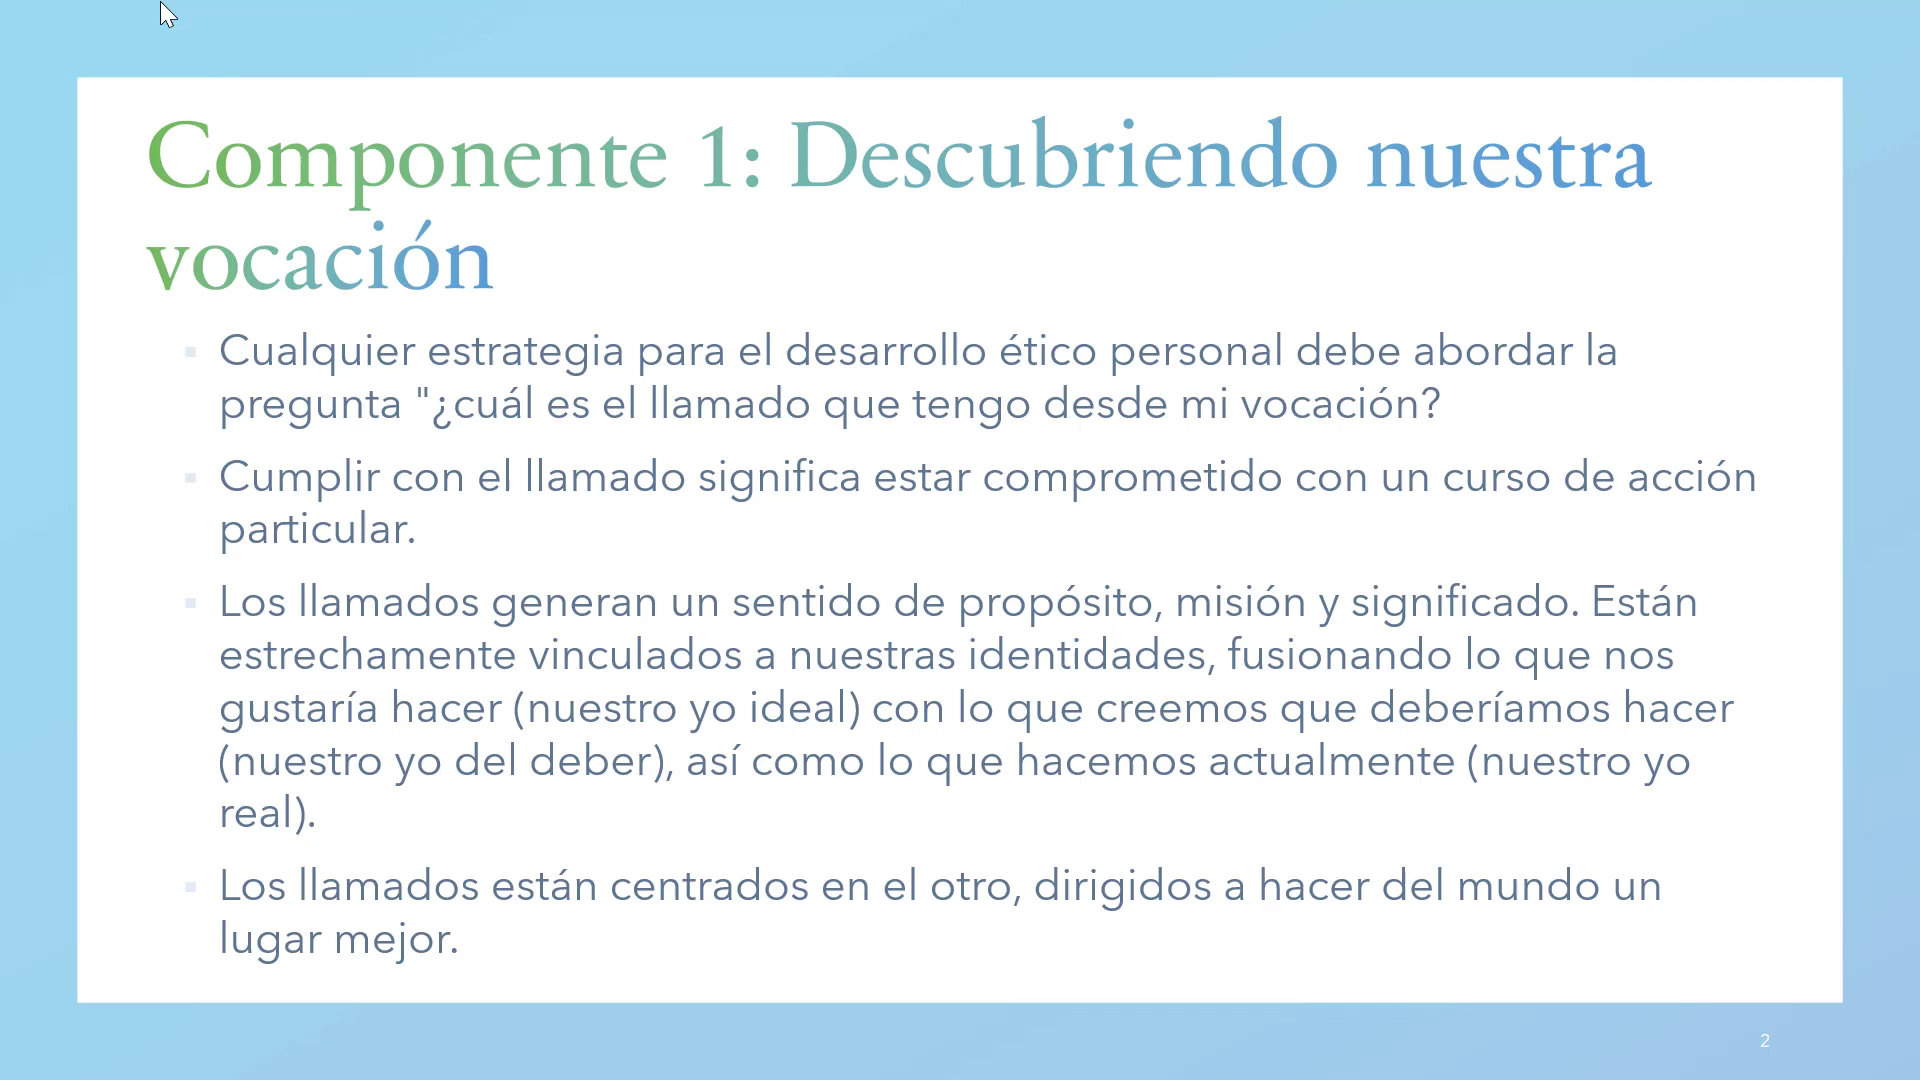 Componente 1: Descubriendo nuestra
vocación
▪ Cualquier estrategia para el desarrollo ético personal debe abordar la
pregunta "¿cuál es el llamado que tengo desde mi vocación?
▪ Cumplir con el llamado significa estar comprometido con un curso de acción
particular.
▪ Los llamados generan un sentido de propósito, misión y significado. Están
estrechamente vinculados a nuestras identidades, fusionando lo que nos
gustaría hacer (nuestro yo ideal) con lo que creemos que deberíamos hacer
(nuestro yo del deber), así como lo que hacemos actualmente (nuestro yo
real).
▪ Los llamados están centrados en el otro, dirigidos a hacer del mundo un
lugar mejor.
2